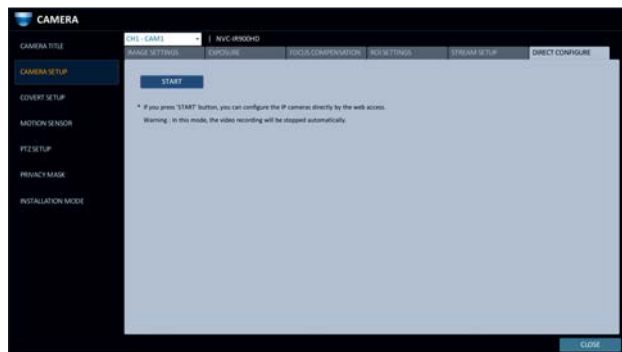 CAMERA
CAMERA TITLE
CAMERA SETUP
COVERT SETUP
MOTION SENSOR
PTZ SETUP
PRIVACY MASK
INSTALLATION MODE
CH1 - CAM1 | NVC-IR900HD
IMAGE SETTINGS EXPOSURE FOCUS COMPENSATION ROI SETTINGS STREAM SETUP DIRECT CONFIGURE
START
* If you press 'START' button, you can configure the IP cameras directly by the web access.
Warning : In this mode, the video recording will be stopped automatically.
CLOSE